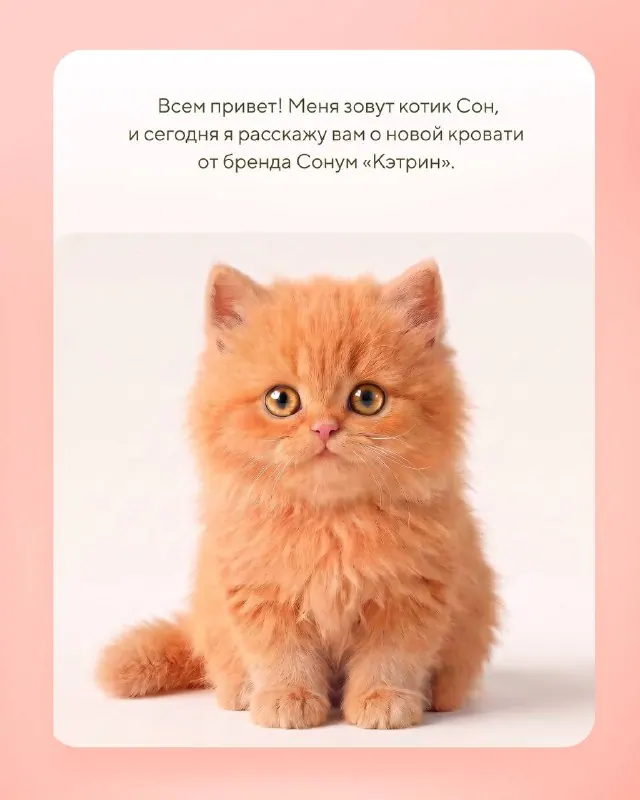 Всем привет! Меня зовут котик Сон,
и сегодня я расскажу вам о новой кровати
от бренда Сонум «Кэтрин».